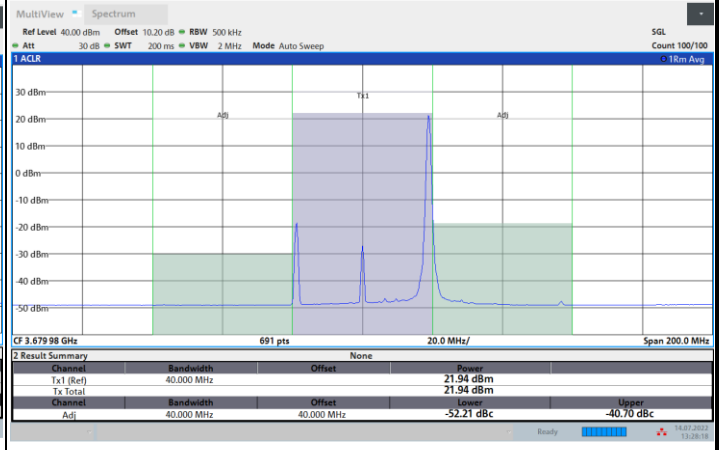 MultiView Spectrum
Ref Level 40.00 dBm Offset 10.20 dB RBW 500 kHz SGL
Att 30 dB SWT 200 ms VBW 2 MHz Mode Auto Sweep Count 100/100
1 ACLR 1Rm Avg
30 dBm
Tx1
20 dBm
Adj Adj
10 dBm
0 dBm
-10 dBm
-20 dBm
-30 dBm
-40 dBm
-50 dBm
CF 3.679 98 GHz 691 pts 20.0 MHz/ Span 200.0 MHz
2 Result Summary None
Channel Bandwidth Offset Power
Tx1 (Ref) 40.000 MHz 21.94 dBm
Tx Total 21.94 dBm
Channel Bandwidth Offset Lower Upper
Adj 40.000 MHz 40.000 MHz -52.21 dBc -40.70 dBc
Ready 14.07.2022
13:28:18